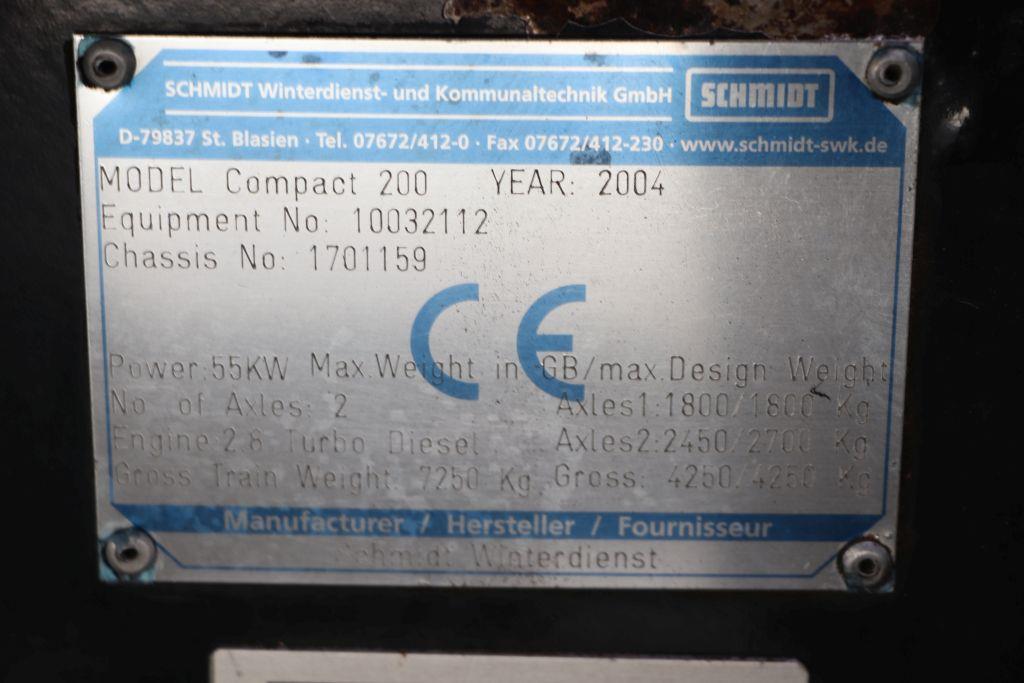 SCHMIDT Winterdienst- und Kommunaltechnik GmbH SCHMIDT
D-79837 St. Blasien · Tel. 07672/412-0 · Fax 07672/412-230 · www.schmidt-swk.de
MODEL Compact 200 YEAR: 2004
Equipment No: 10032112
Chassis No: 1701159
CE
Power:55KW Max.Weight in GB/max.Design Weight
No of Axles: 2 Axles1:1800/1800 Kg
Engine:2.8 Turbo Diesel Axles2:2450/2700 Kg
Gross Train Weight: 7250 Kg Gross: 4250/4250 Kg
Manufacturer / Hersteller / Fournisseur
Schmidt Winterdienst